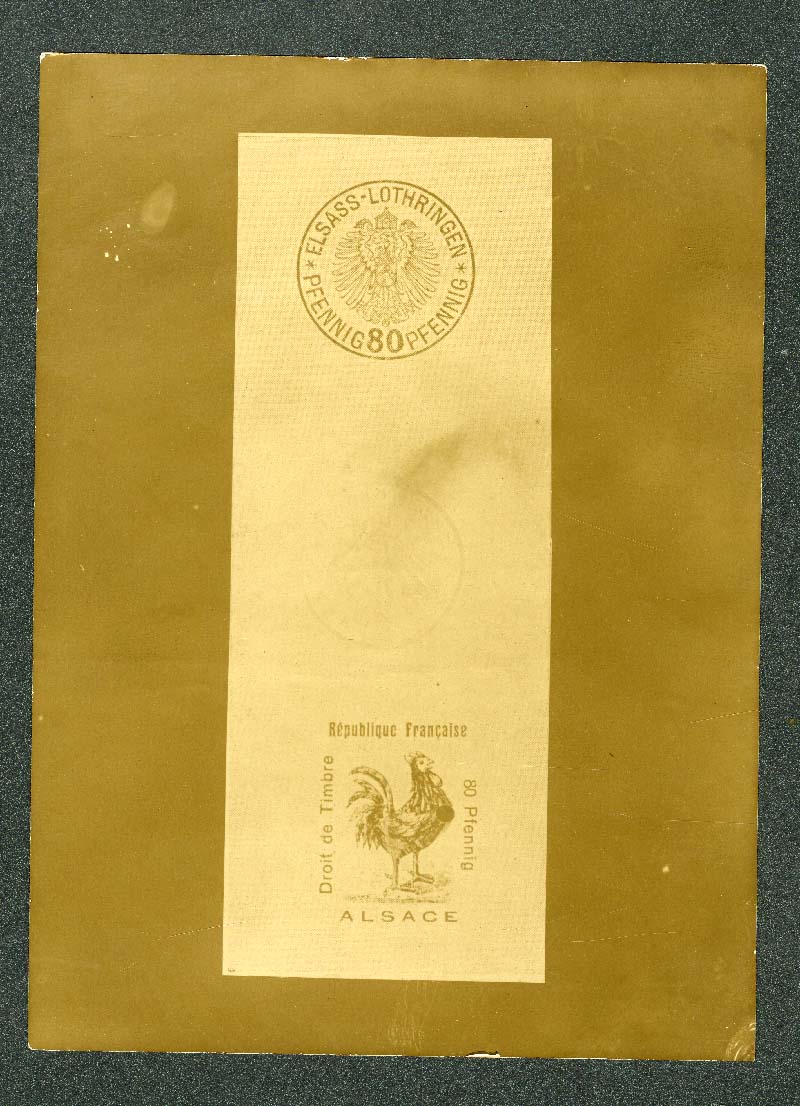 * ELSASS-LOTHRINGEN *
PFENNIG 80 PFENNIG
République Française
Droit de Timbre
80 Pfennig
ALSACE